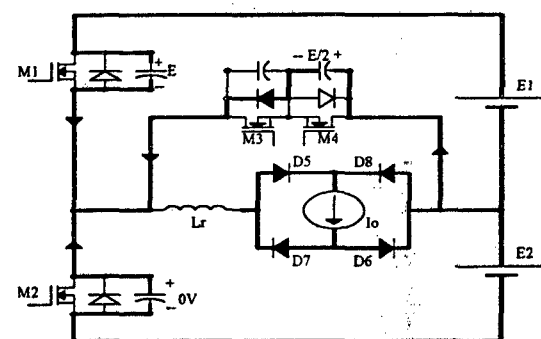 -- E/2 +
M1
+
E
–
E1
M3
M4
D5
D8
Lr
Io
D7
D6
E2
M2
+
– 0V